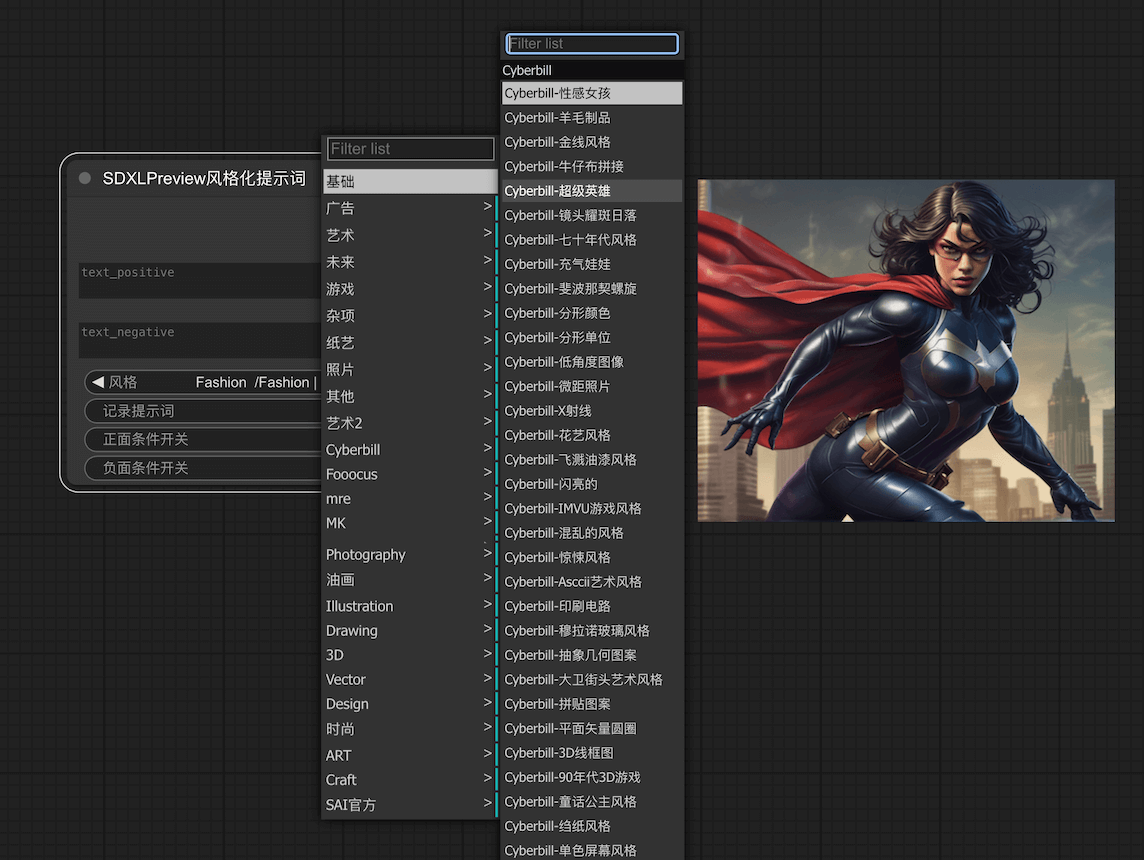 SDXLPreview风格化提示词
text_positive
text_negative
◀ 风格 Fashion /Fashion |
记录提示词
正面条件开关
负面条件开关
Filter list
基础
广告 >
艺术 >
未来 >
游戏 >
杂项 >
纸艺 >
照片 >
其他 >
艺术2 >
Cyberbill >
Fooocus >
mre >
MK >
Photography >
油画 >
Illustration >
Drawing >
3D >
Vector >
Design >
时尚 >
ART >
Craft >
SAI官方 >
Filter list
Cyberbill
Cyberbill-性感女孩
Cyberbill-羊毛制品
Cyberbill-金线风格
Cyberbill-牛仔布拼接
Cyberbill-超级英雄
Cyberbill-镜头耀斑日落
Cyberbill-七十年代风格
Cyberbill-充气娃娃
Cyberbill-斐波那契螺旋
Cyberbill-分形颜色
Cyberbill-分形单位
Cyberbill-低角度图像
Cyberbill-微距照片
Cyberbill-X射线
Cyberbill-花艺风格
Cyberbill-飞溅油漆风格
Cyberbill-闪亮的
Cyberbill-IMVU游戏风格
Cyberbill-混乱的风格
Cyberbill-惊悚风格
Cyberbill-Asccii艺术风格
Cyberbill-印刷电路
Cyberbill-穆拉诺玻璃风格
Cyberbill-抽象几何图案
Cyberbill-大卫街头艺术风格
Cyberbill-拼贴图案
Cyberbill-平面矢量圆圈
Cyberbill-3D线框图
Cyberbill-90年代3D游戏
Cyberbill-童话公主风格
Cyberbill-绉纸风格
Cyberbill-单色屏幕风格